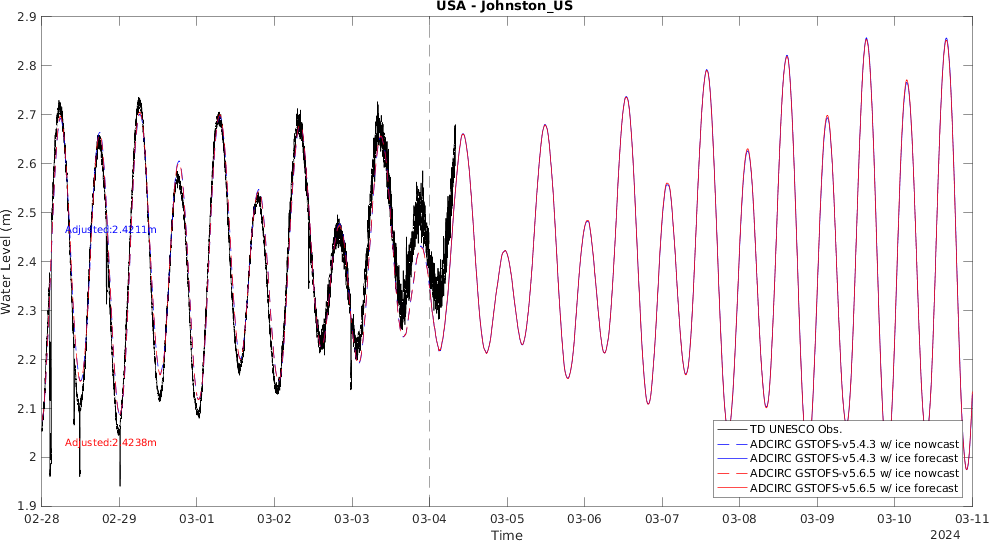 USA - Johnston_US
2.9
2.8
2.7
2.6
2.5
2.4
2.3
2.2
2.1
2
1.9
Water Level (m)
Adjusted:2.4211m
Adjusted:2.4238m
TD UNESCO Obs.
ADCIRC GSTOFS-v5.4.3 w/ ice nowcast
ADCIRC GSTOFS-v5.4.3 w/ ice forecast
ADCIRC GSTOFS-v5.6.5 w/ ice nowcast
ADCIRC GSTOFS-v5.6.5 w/ ice forecast
02-28 02-29 03-01 03-02 03-03 03-04 03-05 03-06 03-07 03-08 03-09 03-10 03-11
Time
2024